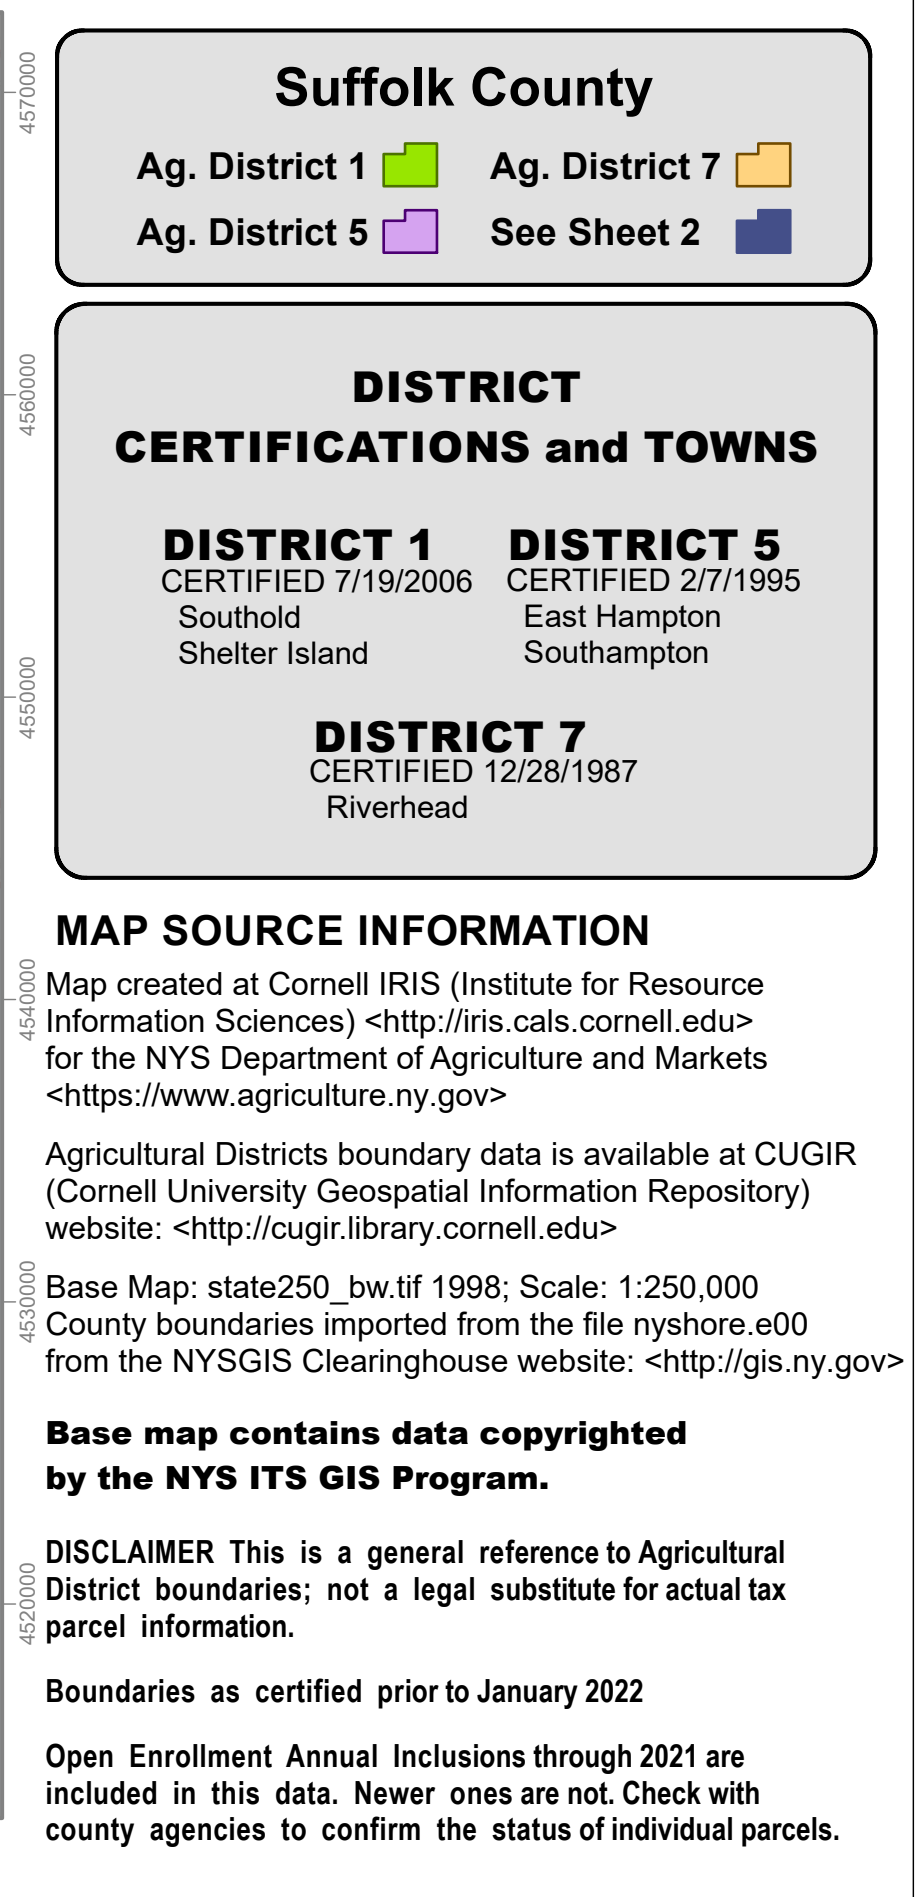 Suffolk County
Ag. District 1
Ag. District 7
Ag. District 5
See Sheet 2
DISTRICT
CERTIFICATIONS and TOWNS
DISTRICT 1
CERTIFIED 7/19/2006
Southold
Shelter Island
DISTRICT 5
CERTIFIED 2/7/1995
East Hampton
Southampton
DISTRICT 7
CERTIFIED 12/28/1987
Riverhead
MAP SOURCE INFORMATION
Map created at Cornell IRIS (Institute for Resource
Information Sciences) <http://iris.cals.cornell.edu>
for the NYS Department of Agriculture and Markets
<https://www.agriculture.ny.gov>
Agricultural Districts boundary data is available at CUGIR
(Cornell University Geospatial Information Repository)
website: <http://cugir.library.cornell.edu>
Base Map: state250_bw.tif 1998; Scale: 1:250,000
County boundaries imported from the file nyshore.e00
from the NYSGIS Clearinghouse website: <http://gis.ny.gov>
Base map contains data copyrighted
by the NYS ITS GIS Program.
DISCLAIMER This is a general reference to Agricultural
District boundaries; not a legal substitute for actual tax
parcel information.
Boundaries as certified prior to January 2022
Open Enrollment Annual Inclusions through 2021 are
included in this data. Newer ones are not. Check with
county agencies to confirm the status of individual parcels.
4570000
4560000
4550000
4540000
4530000
4520000